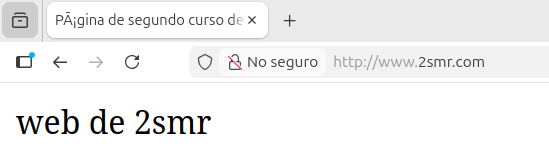 PÃ¡gina de segundo curso de
No seguro http://www.2smr.com
web de 2smr